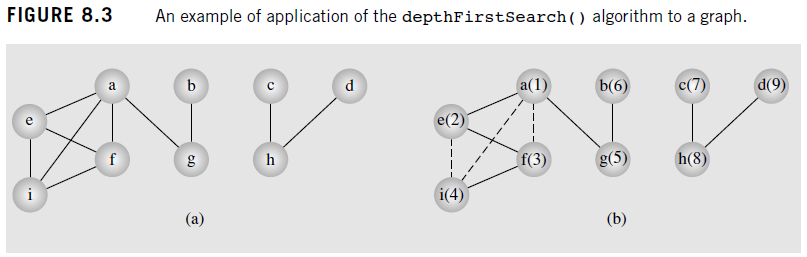 FIGURE 8.3 An example of application of the depthFirstSearch() algorithm to a graph.
a b c d
e
f g h
i
(a)
a(1) b(6) c(7) d(9)
e(2)
f(3) g(5) h(8)
i(4)
(b)